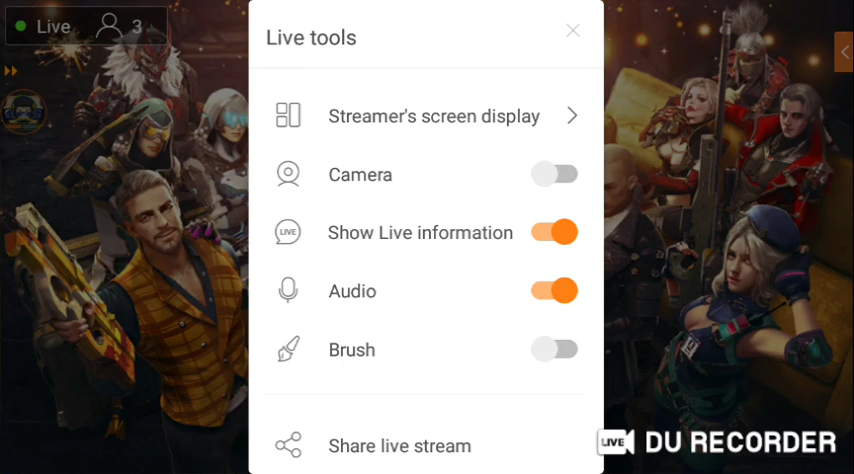 Live 3
Live tools
Streamer's screen display
Camera
LIVE Show Live information
Audio
Brush
Share live stream
LIVE DU RECORDER